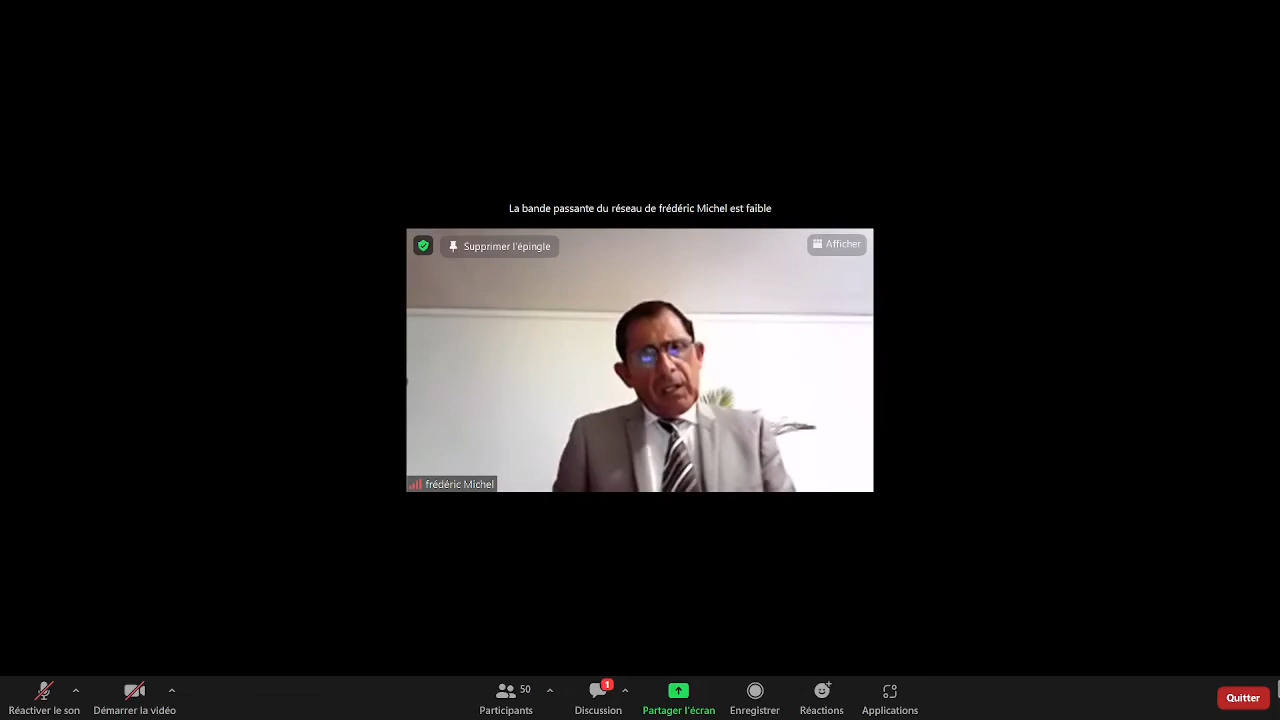 La bande passante du réseau de frédéric Michel est faible
Supprimer l'épingle
Afficher
frédéric Michel
50
1
Réactiver le son
Démarrer la vidéo
Participants
Discussion
Partager l'écran
Enregistrer
Réactions
Applications
Quitter